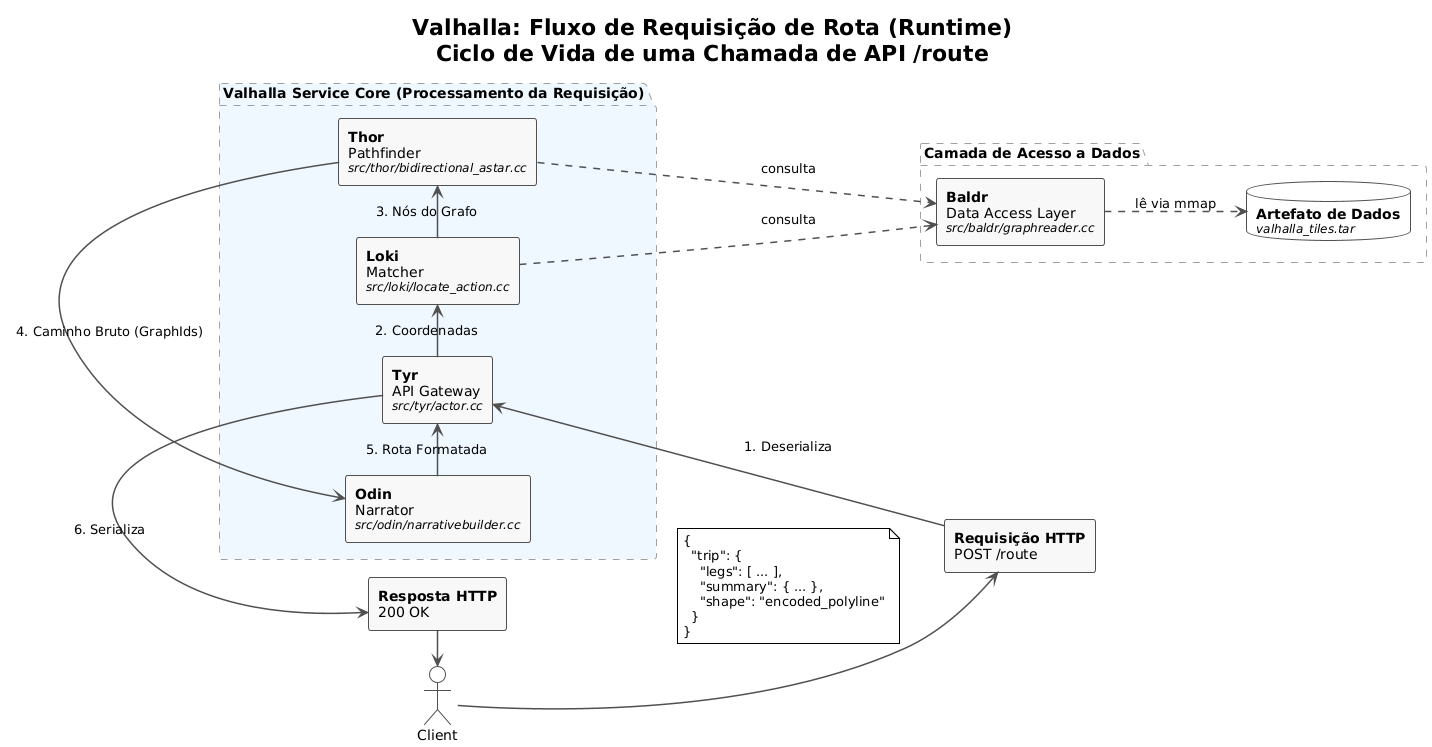 Valhalla: Fluxo de Requisição de Rota (Runtime)
Ciclo de Vida de uma Chamada de API /route
Valhalla Service Core (Processamento da Requisição)
Thor
Pathfinder
src/thor/bidirectional_astar.cc
consulta
Camada de Acesso a Dados
Baldr
Data Access Layer
src/baldr/graphreader.cc
lê via mmap
Artefato de Dados
valhalla_tiles.tar
3. Nós do Grafo
consulta
Loki
Matcher
src/loki/locate_action.cc
4. Caminho Bruto (GraphIds)
2. Coordenadas
Tyr
API Gateway
src/tyr/actor.cc
1. Deserializa
5. Rota Formatada
Odin
Narrator
src/odin/narrativebuilder.cc
6. Serializa
{
"trip": {
"legs": [ ... ],
"summary": { ... },
"shape": "encoded_polyline"
}
}
Requisição HTTP
POST /route
Resposta HTTP
200 OK
Client